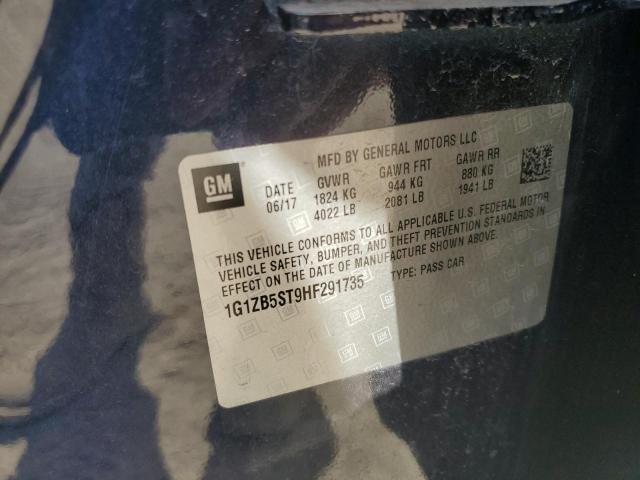 GM
MFD BY GENERAL MOTORS LLC
DATE GVWR GAWR FRT GAWR RR
06/17 1824 KG 944 KG 880 KG
4022 LB 2081 LB 1941 LB
THIS VEHICLE CONFORMS TO ALL APPLICABLE U.S. FEDERAL MOTOR
VEHICLE SAFETY, BUMPER, AND THEFT PREVENTION STANDARDS IN
EFFECT ON THE DATE OF MANUFACTURE SHOWN ABOVE.
1G1ZB5ST9HF291735 TYPE: PASS CAR